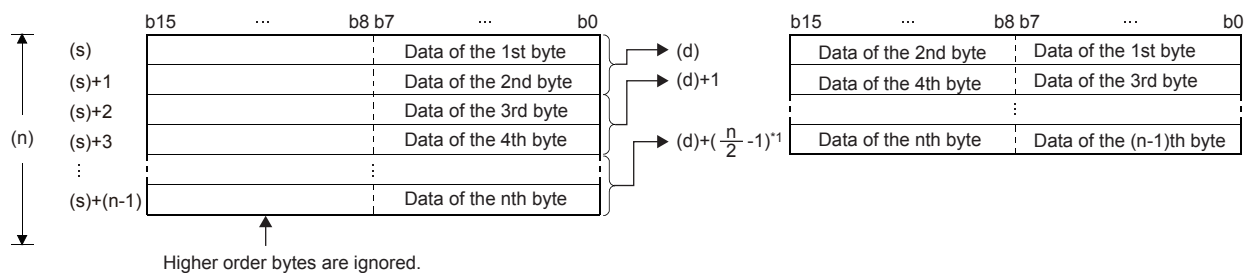 b15 ... b8 b7 ... b0 b15 ... b8 b7 ... b0
(s) Data of the 1st byte (d) Data of the 2nd byte Data of the 1st byte
(s)+1 Data of the 2nd byte (d)+1 Data of the 4th byte Data of the 3rd byte
(s)+2 Data of the 3rd byte ⋮
(n) (s)+3 Data of the 4th byte (d)+(n/2 -1)*1 Data of the nth byte Data of the (n-1)th byte
⋮ ⋮
(s)+(n-1) Data of the nth byte
Higher order bytes are ignored.